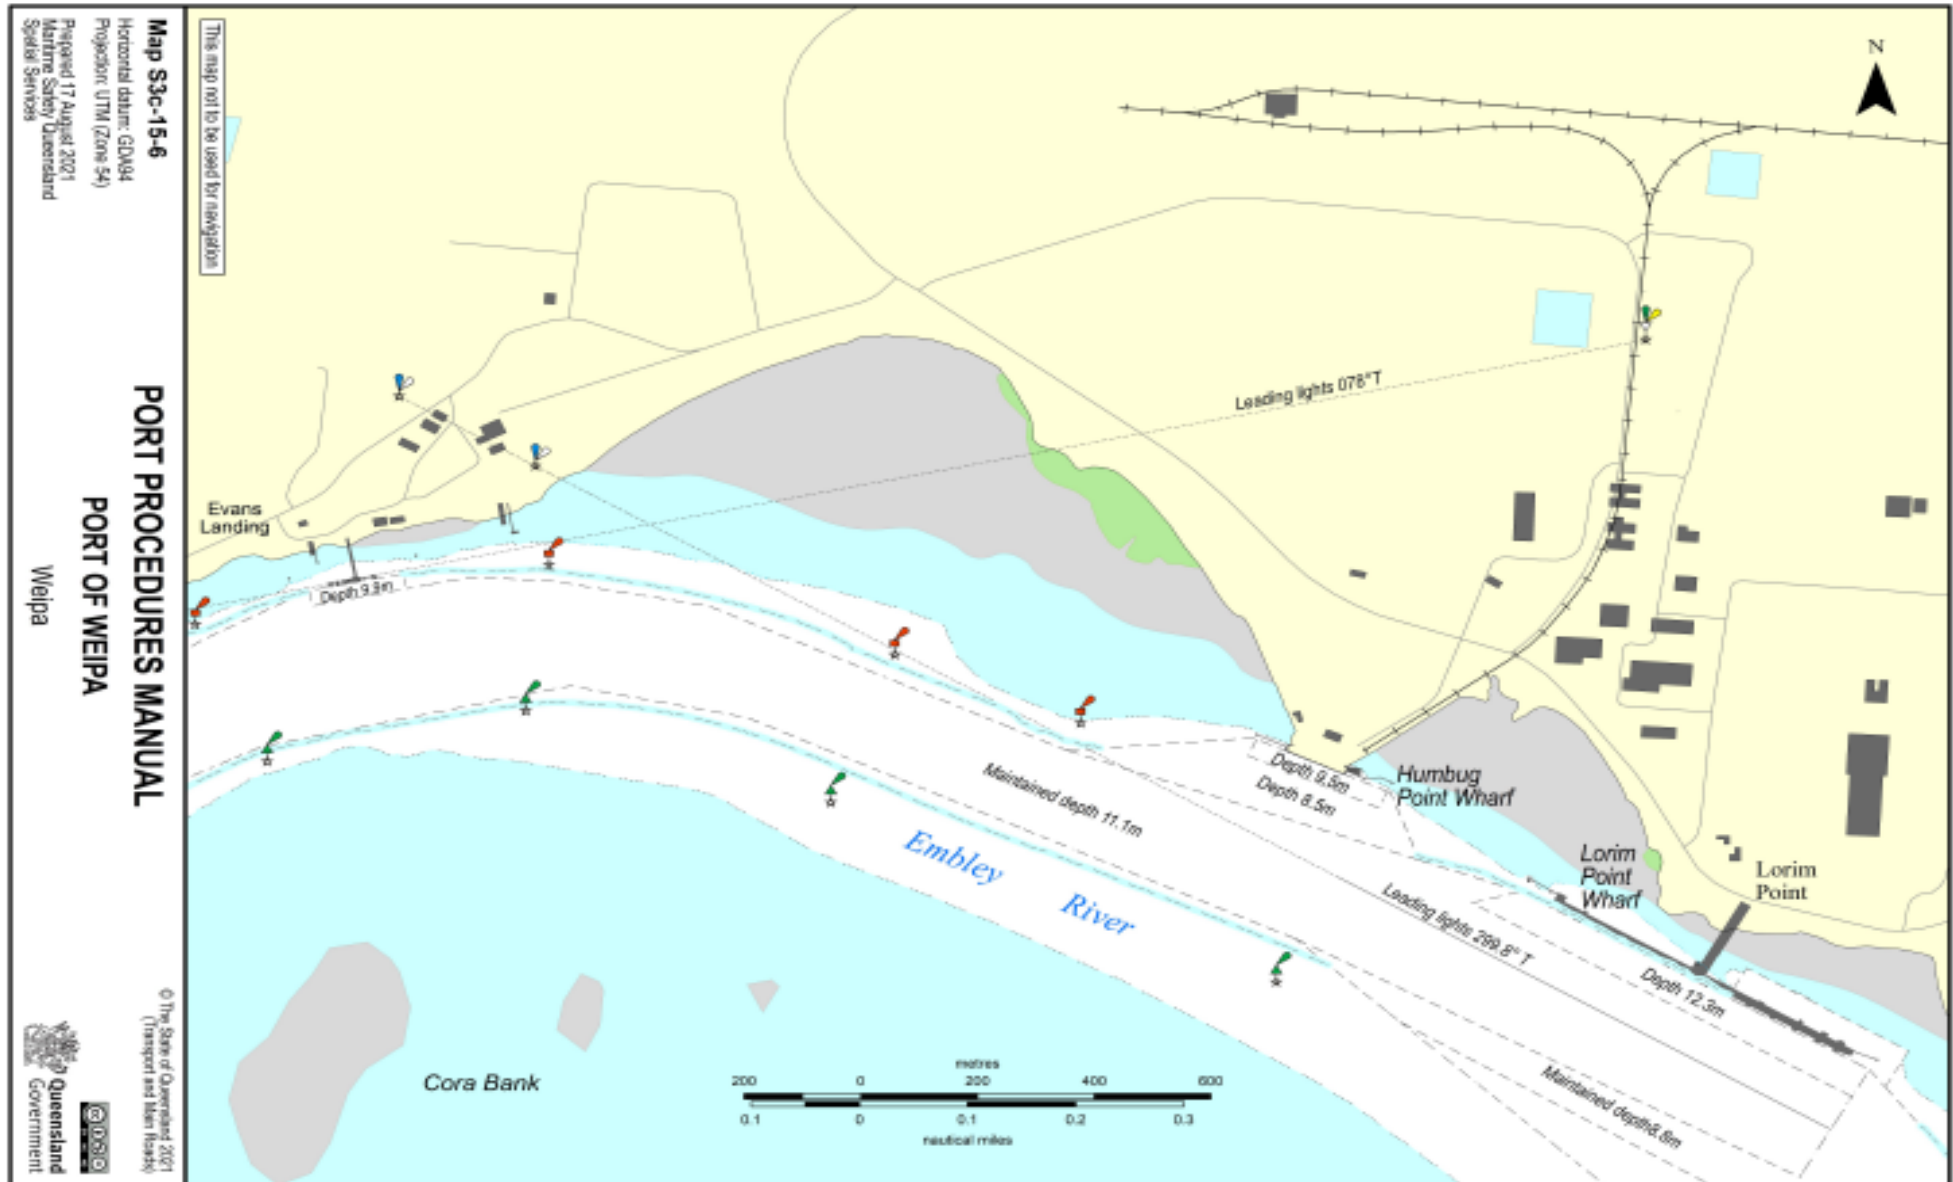 Map S3c-15-6
Horizontal datum: GDA94
Projection: UTM (Zone 54)
Prepared 17 August 2021
Maritime Safety Queensland
Spatial Services
This map not to be used for navigation
PORT PROCEDURES MANUAL
PORT OF WEIPA
Weipa
© The State of Queensland 2021
(Transport and Main Roads)
Queensland
Government
N
Leading lights 078°T
Evans
Landing
Depth 9.9m
Depth 9.5m
Depth 8.5m
Humbug
Point Wharf
Maintained depth 11.1m
Embley
River
Lorim
Point
Wharf
Lorim
Point
Leading lights 299.8° T
Depth 12.3m
Maintained depth8.8m
Cora Bank
metres
200 0 200 400 600
0.1 0 0.1 0.2 0.3
nautical miles